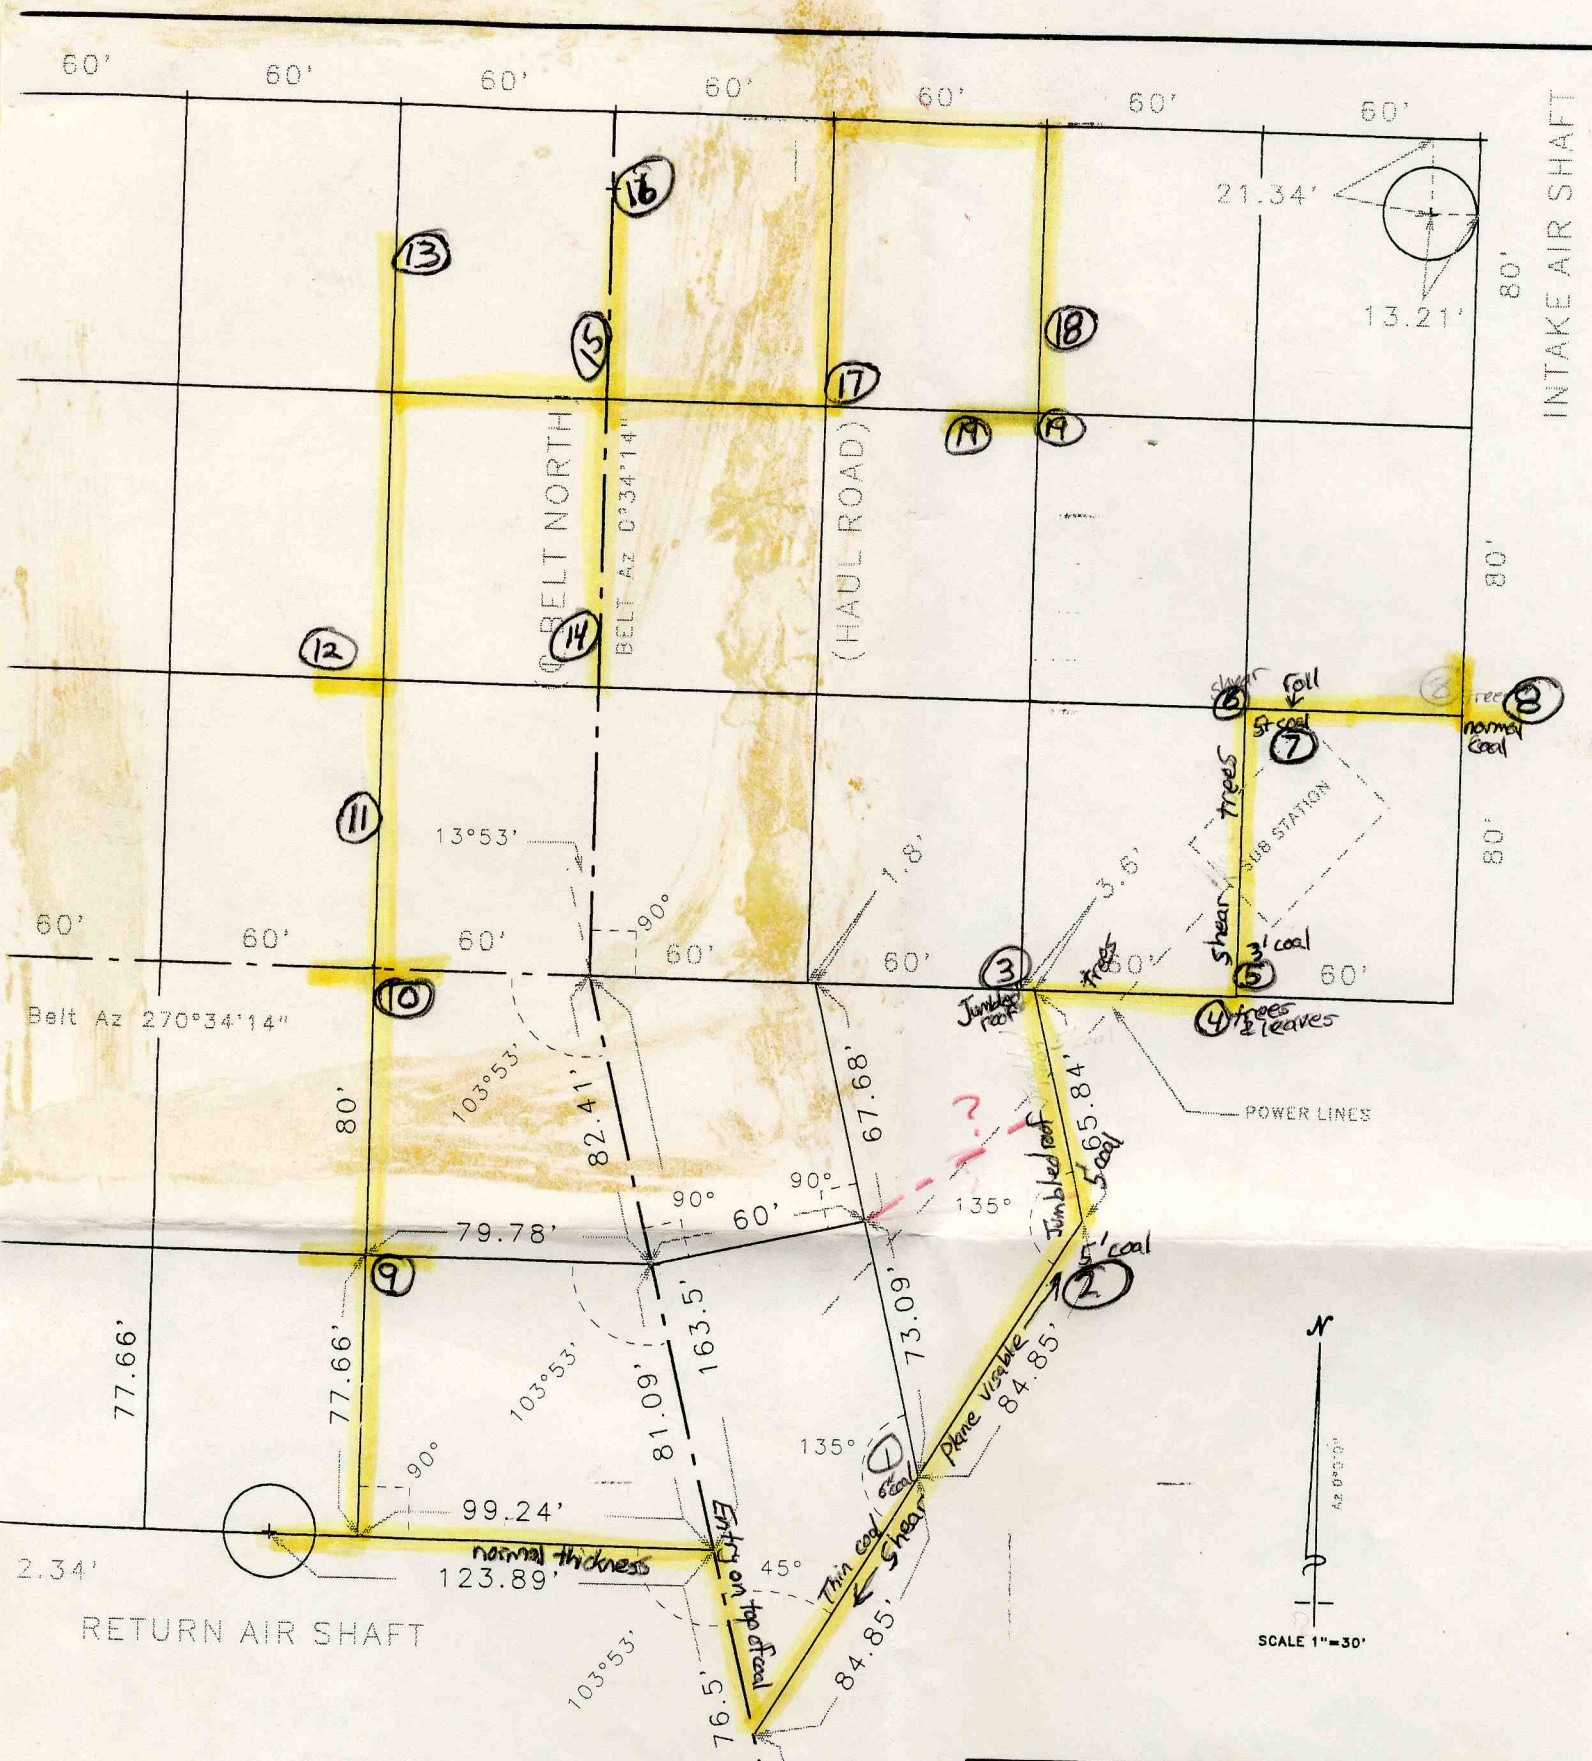 60' 60' 60' 60' 60' 60' 60'
INTAKE AIR SHAFT
16
21.34'
13
80'
18
13.21'
15
17
19 19
(℄ BELT NORTH)
BELT Az 0°34'14"
(HAUL ROAD)
80'
14
12
shear
roll
6
8
trees
8
5± coal
7
normal
coal
trees
SUB STATION
11
13°53'
1.8'
3.6'
80'
90°
60' 60' 60' 60' 60'
trees
60'
shear
3' coal
5
60'
3
10
Jumbled
roof
4
trees
& leaves
Belt Az 270°34'14"
103°53'
82.41'
67.68'
65.84'
5' coal
Jumbled roof
POWER LINES
80'
?
135°
90°
90°
60'
79.78'
9
5' coal
2
N
77.66'
77.66'
103°53'
81.09'
163.5'
73.09'
Plane visable
84.85'
Az 0°0'0"
135°
1
coal
90°
99.24'
Shear
normal thickness
Entry on top of coal
45°
Thin coal
2.34'
123.89'
84.85'
RETURN AIR SHAFT
103°53'
76.5'
SCALE 1"=30'